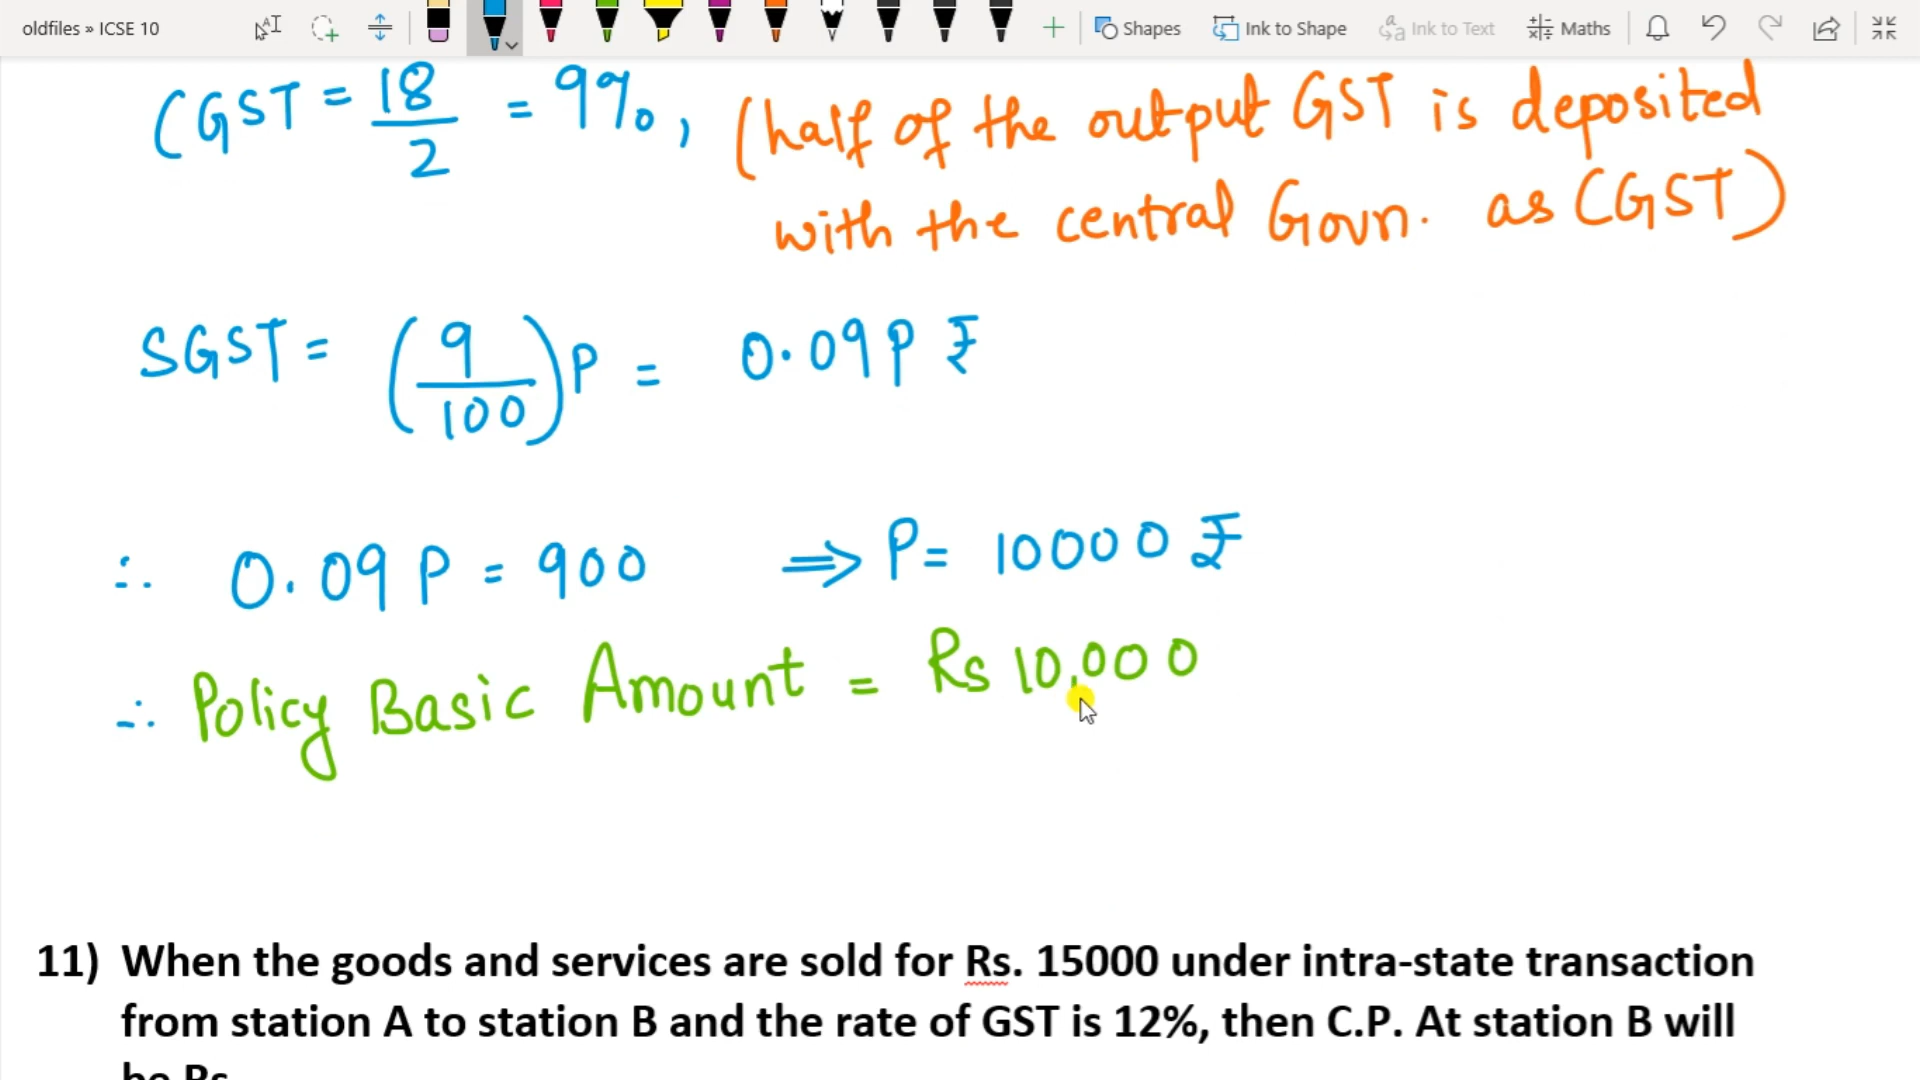 oldfiles » ICSE 10
Shapes
Ink to Shape
Ink to Text
Maths
CGST = 18/2 = 9%, (half of the output GST is deposited
with the central Govn. as CGST)
SGST = (9/100)P = 0.09P ₹
∴ 0.09P = 900 ⇒ P = 10000 ₹
∴ Policy Basic Amount = Rs 10,000
11) When the goods and services are sold for Rs. 15000 under intra-state transaction
from station A to station B and the rate of GST is 12%, then C.P. At station B will
be Rs